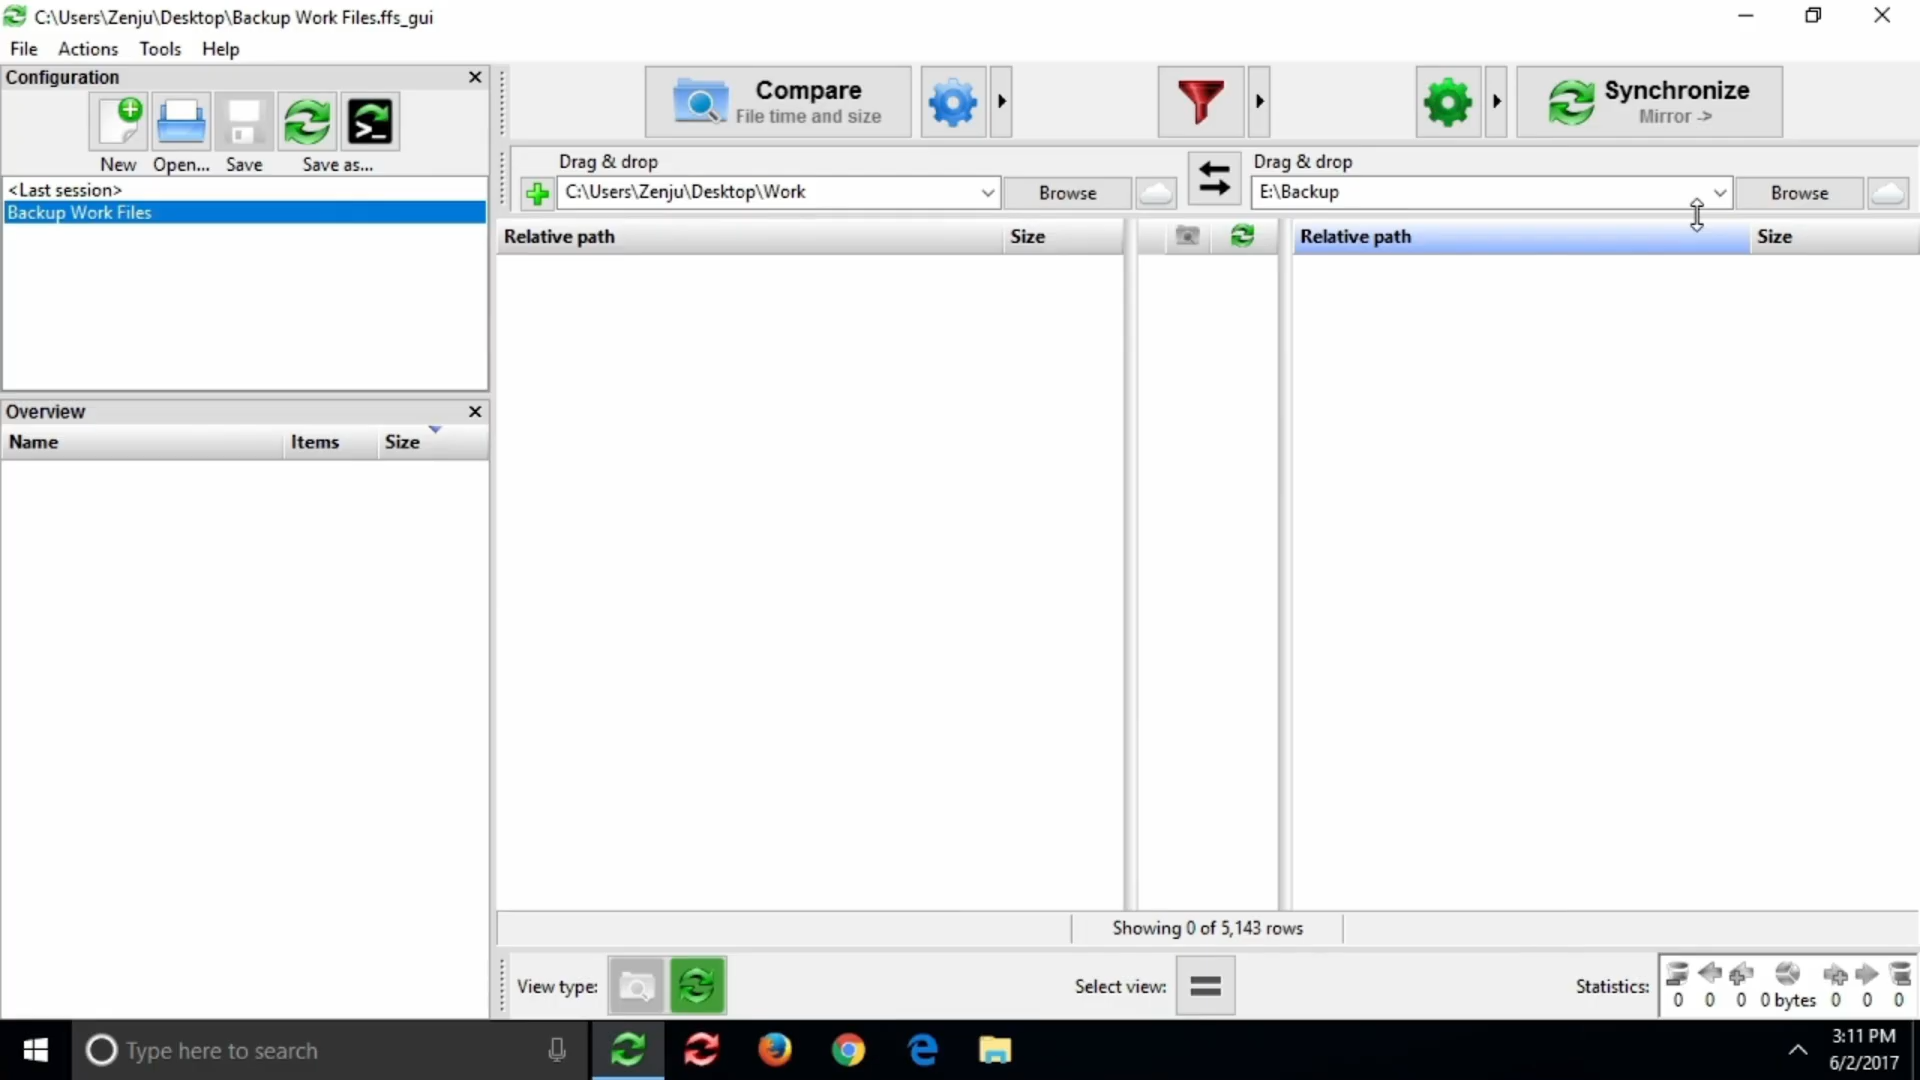 C:\Users\Zenju\Desktop\Backup Work Files.ffs_gui
File Actions Tools Help
Configuration
New Open... Save Save as...
<Last session>
Backup Work Files
Overview
Name Items Size
Compare
File time and size
Synchronize
Mirror ->
Drag & drop
C:\Users\Zenju\Desktop\Work
Browse
Drag & drop
E:\Backup
Browse
Relative path Size
Relative path Size
Showing 0 of 5,143 rows
View type:
Select view:
Statistics:
0 0 0 0 bytes 0 0 0
Type here to search
3:11 PM
6/2/2017